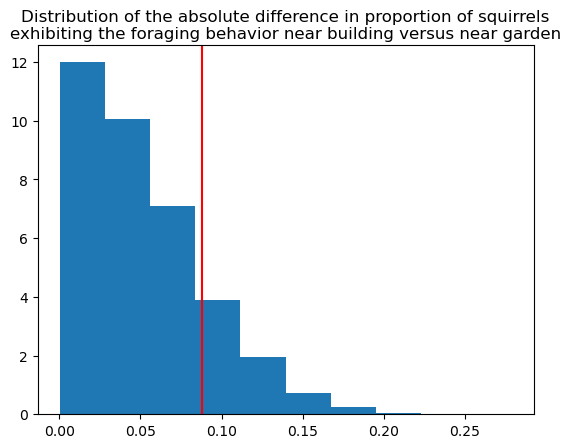 Distribution of the absolute difference in proportion of squirrels
exhibiting the foraging behavior near building versus near garden
12
10
8
6
4
2
0
0.00 0.05 0.10 0.15 0.20 0.25